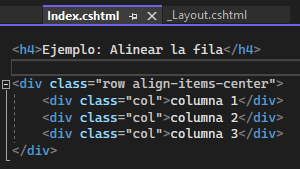 Index.cshtml _Layout.cshtml
<h4>Ejemplo: Alinear la fila</h4>
<div class="row align-items-center">
<div class="col">columna 1</div>
<div class="col">columna 2</div>
<div class="col">columna 3</div>
</div>